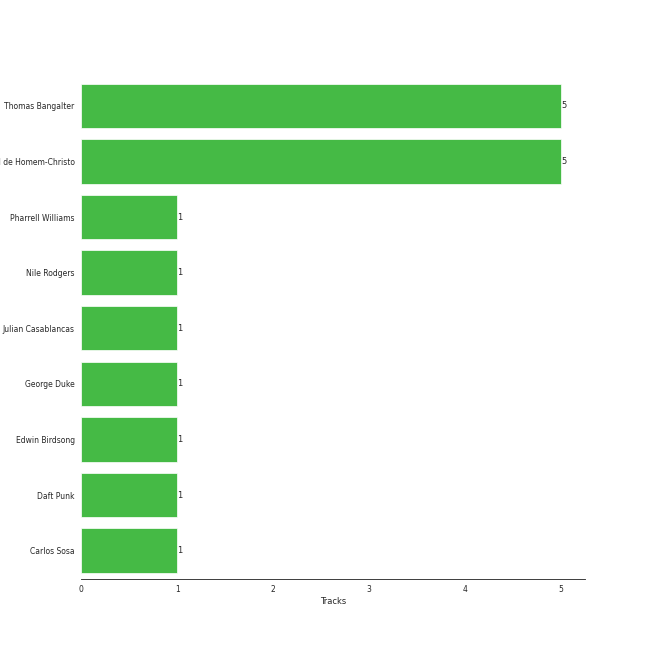 Thomas Bangalter 5
de Homem-Christo 5
Pharrell Williams 1
Nile Rodgers 1
Julian Casablancas 1
George Duke 1
Edwin Birdsong 1
Daft Punk 1
Carlos Sosa 1
0 1 2 3 4 5
Tracks